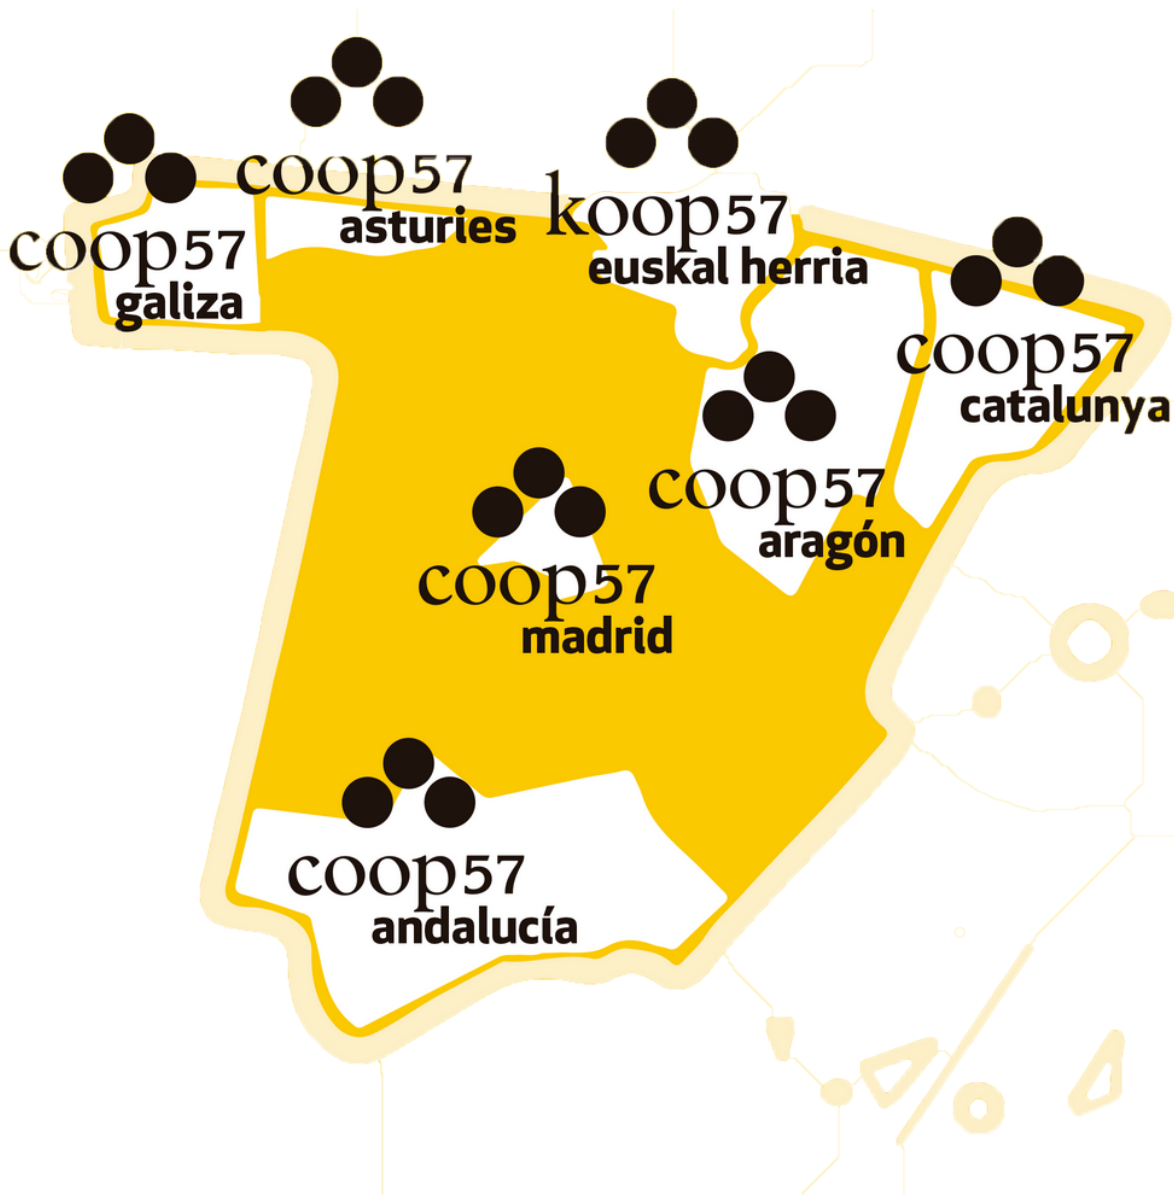 coop57
asturies
koop57
euskal herria
coop57
galiza
coop57
catalunya
coop57
aragón
coop57
madrid
coop57
andalucía